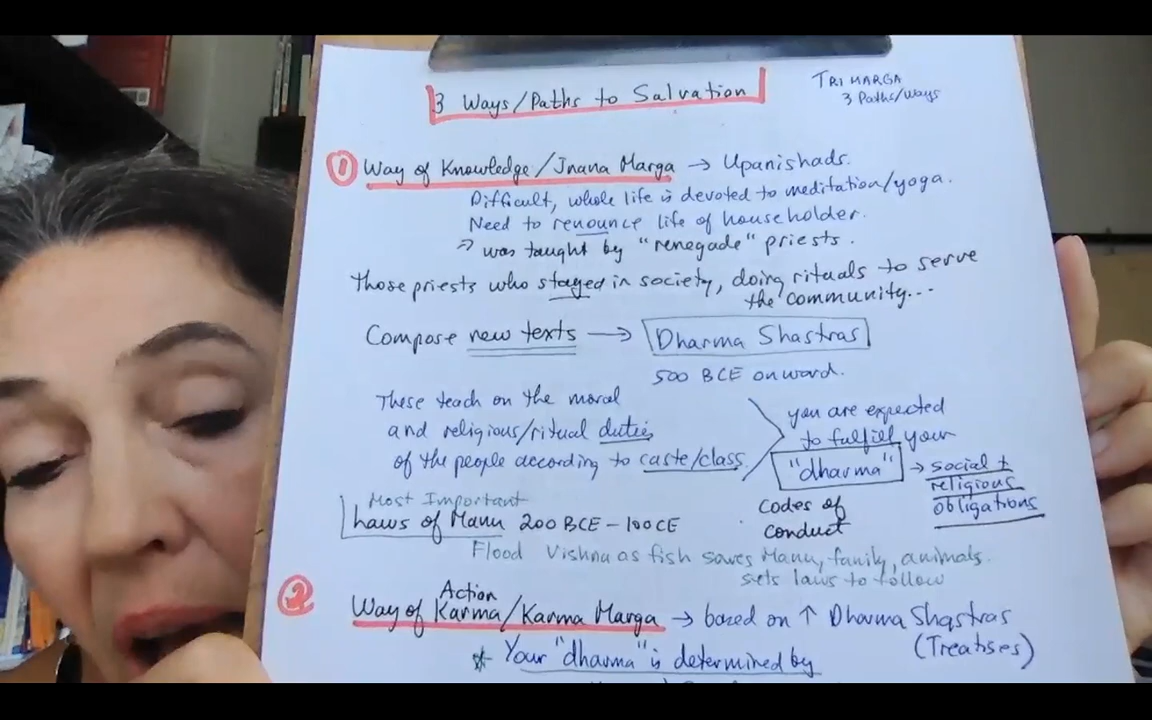 3 Ways/Paths to Salvation
TRI MARGA
3 Paths/Ways
① Way of Knowledge/Jnana Marga → Upanishads.
Difficult, whole life is devoted to meditation/yoga.
Need to renounce life of householder.
→ was taught by "renegade" priests.
Those priests who stayed in society, doing rituals to serve
the community...
Compose new texts → Dharma Shastras
500 BCE onward.
These teach on the moral
and religious/ritual duties
of the people according to caste/class.
you are expected
to fulfill your
"dharma" → social +
religious
obligations
Codes of
conduct
Most Important
Laws of Manu 200 BCE - 100 CE
Flood Vishnu as fish saves Manu, family, animals.
sets laws to follow
② Way of Karma/Karma Marga → based on ↑ Dharma Shastras
Action
(Treatises)
* Your "dharma" is determined by